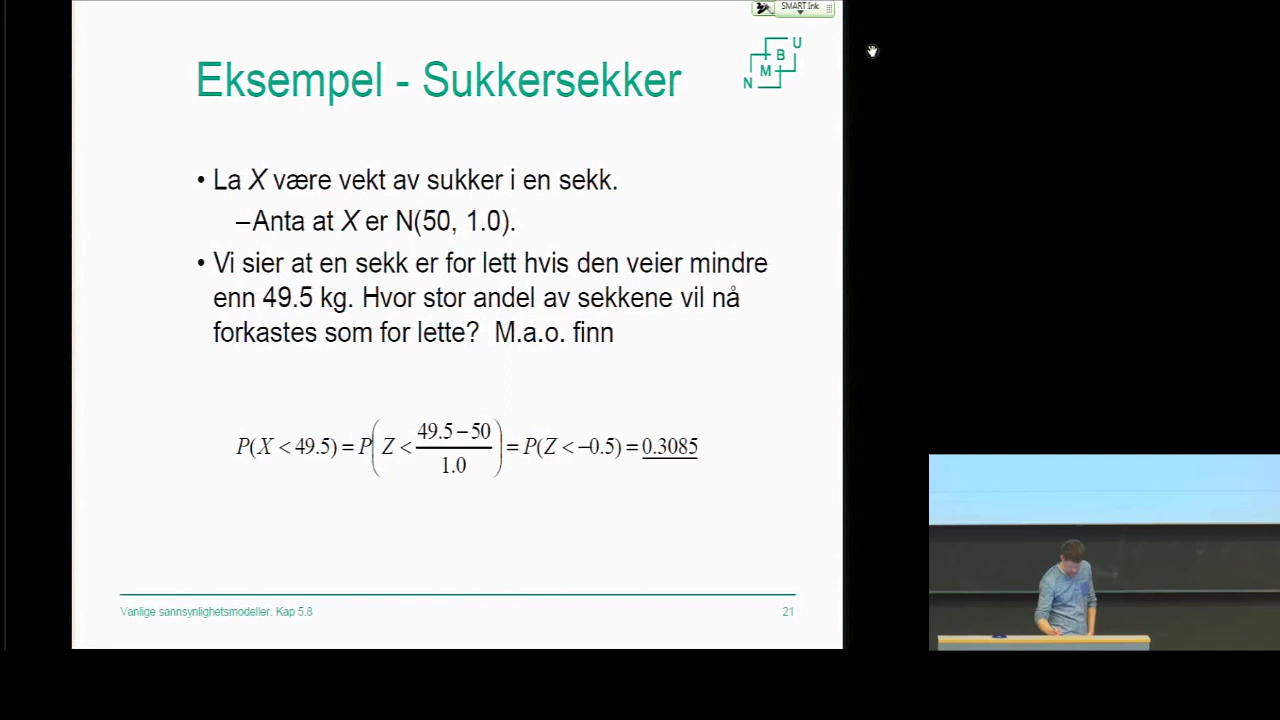 SMART Ink
Eksempel - Sukkersekker
N M B U
• La X være vekt av sukker i en sekk.
–Anta at X er N(50, 1.0).
• Vi sier at en sekk er for lett hvis den veier mindre
enn 49.5 kg. Hvor stor andel av sekkene vil nå
forkastes som for lette? M.a.o. finn
P(X < 49.5) = P(Z < (49.5 − 50)/1.0) = P(Z < −0.5) = 0.3085
Vanlige sannsynlighetsmodeller. Kap 5.8
21